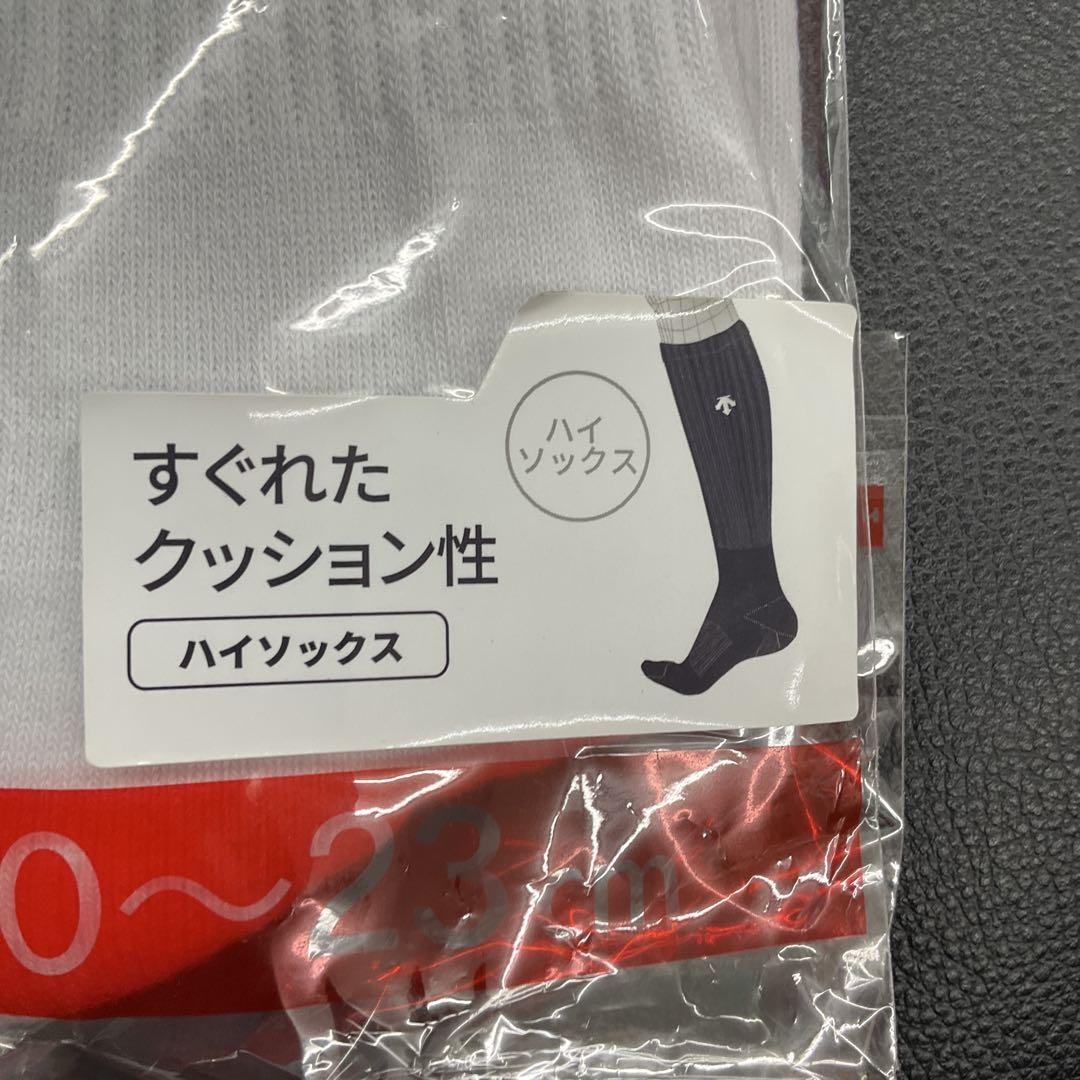 ハイ
ソックス
すぐれた
クッション性
ハイソックス
0～23cm